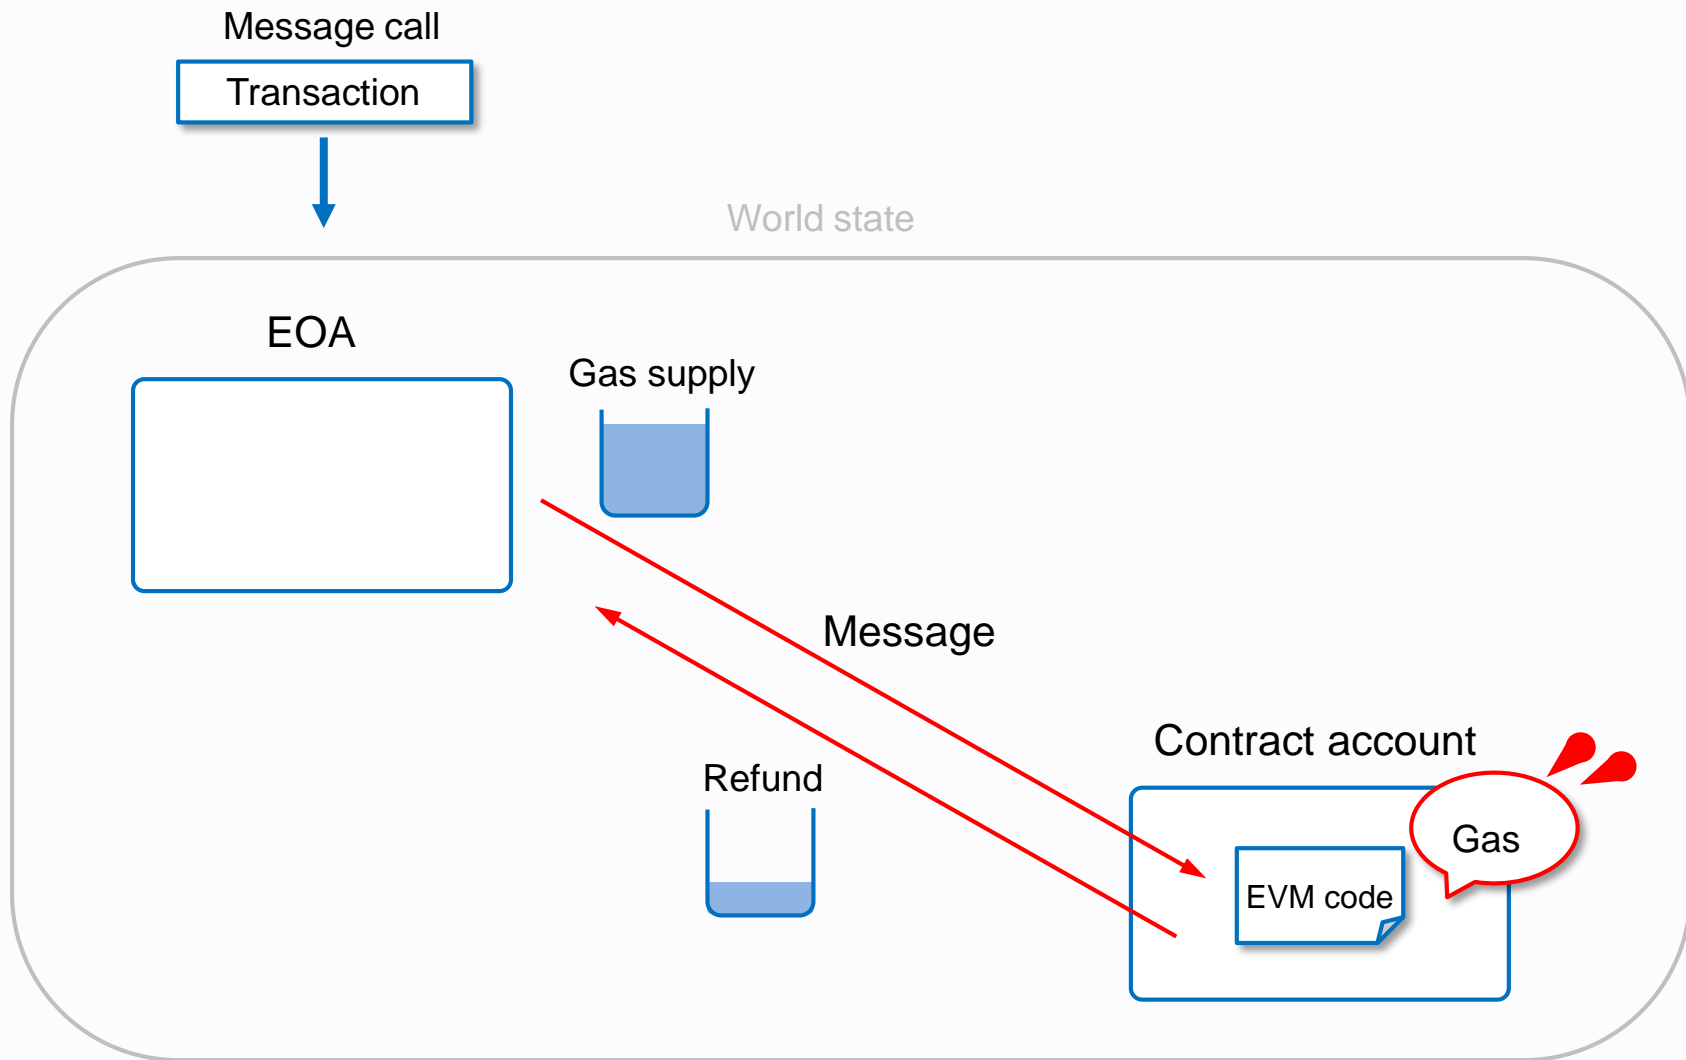 Message call
Transaction
World state
EOA
Gas supply
Message
Contract account
Refund
Gas
EVM code